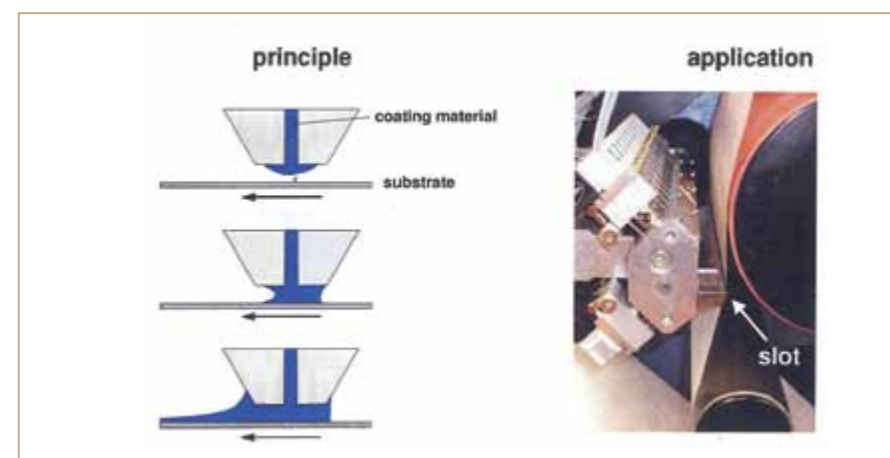 principle
application
coating material
substrate
slot